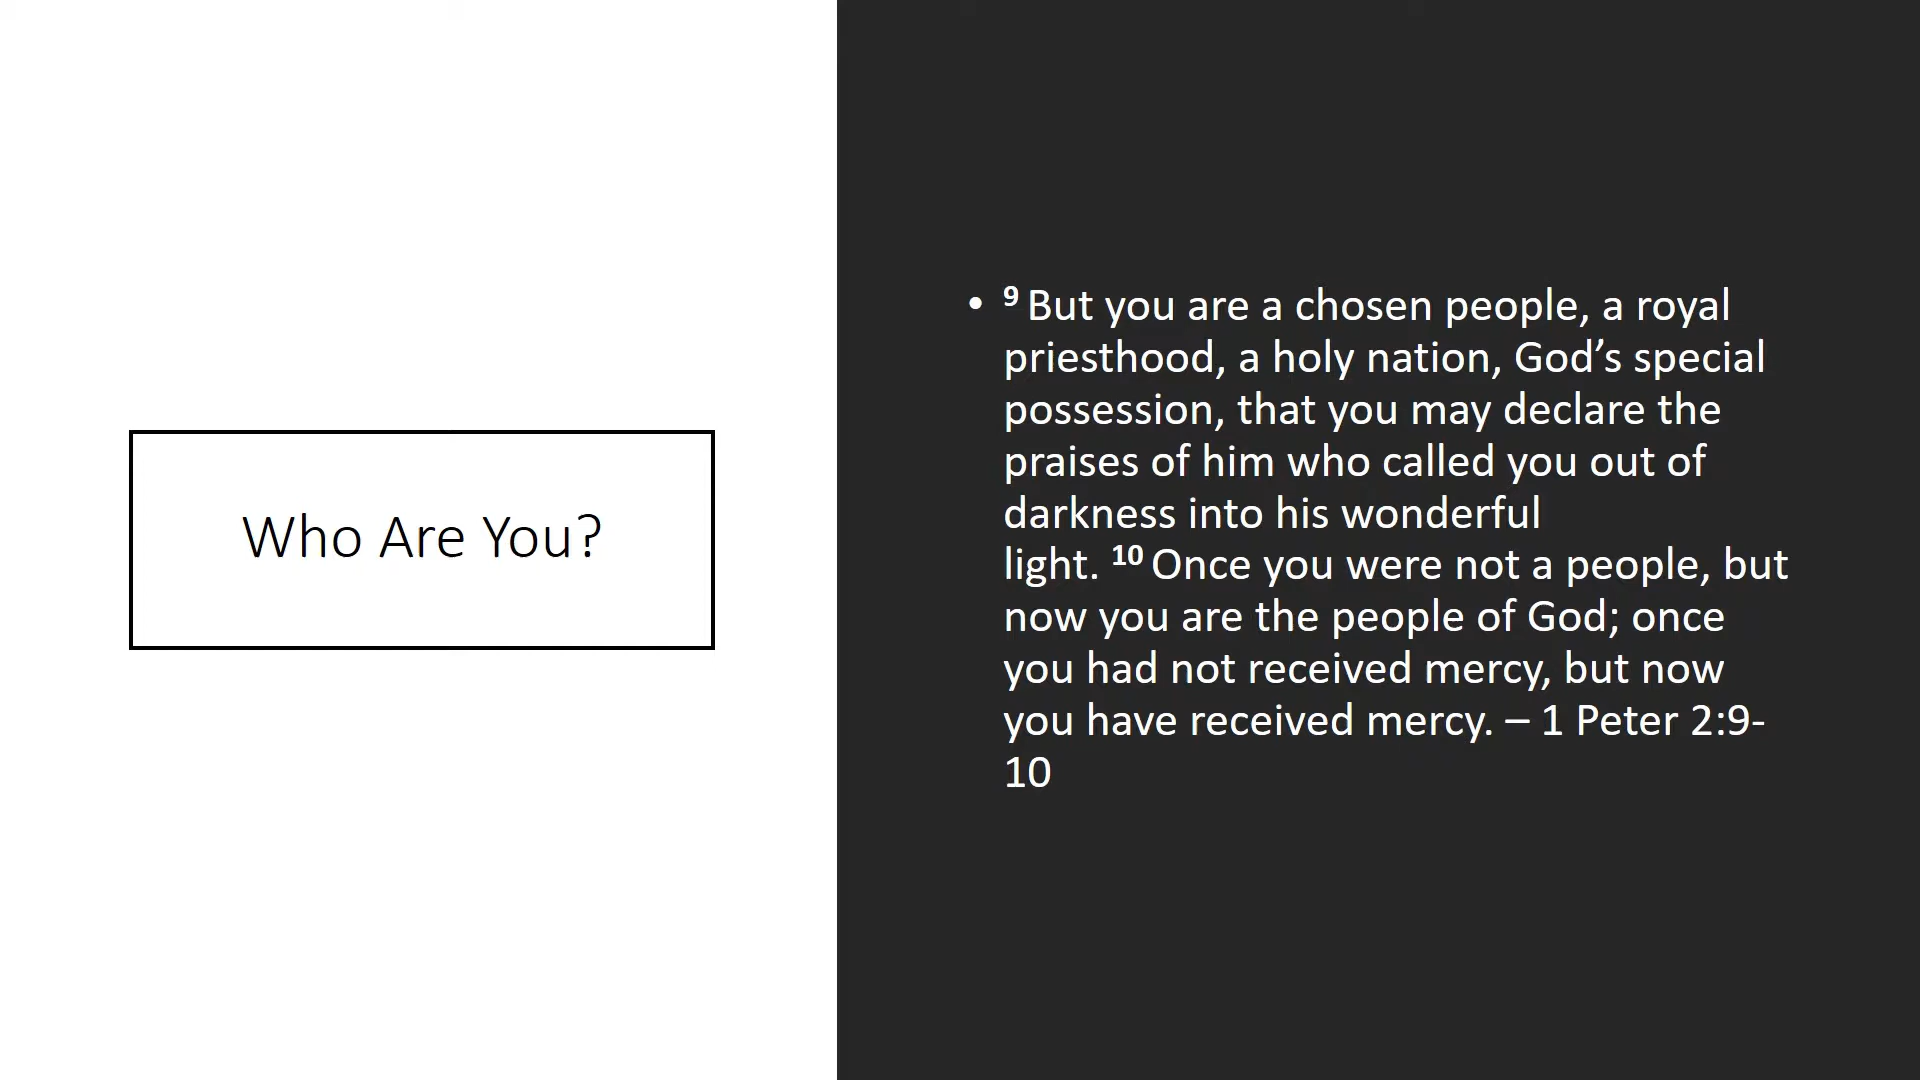 Who Are You?
• 9 But you are a chosen people, a royal
priesthood, a holy nation, God’s special
possession, that you may declare the
praises of him who called you out of
darkness into his wonderful
light. 10 Once you were not a people, but
now you are the people of God; once
you had not received mercy, but now
you have received mercy. – 1 Peter 2:9-
10